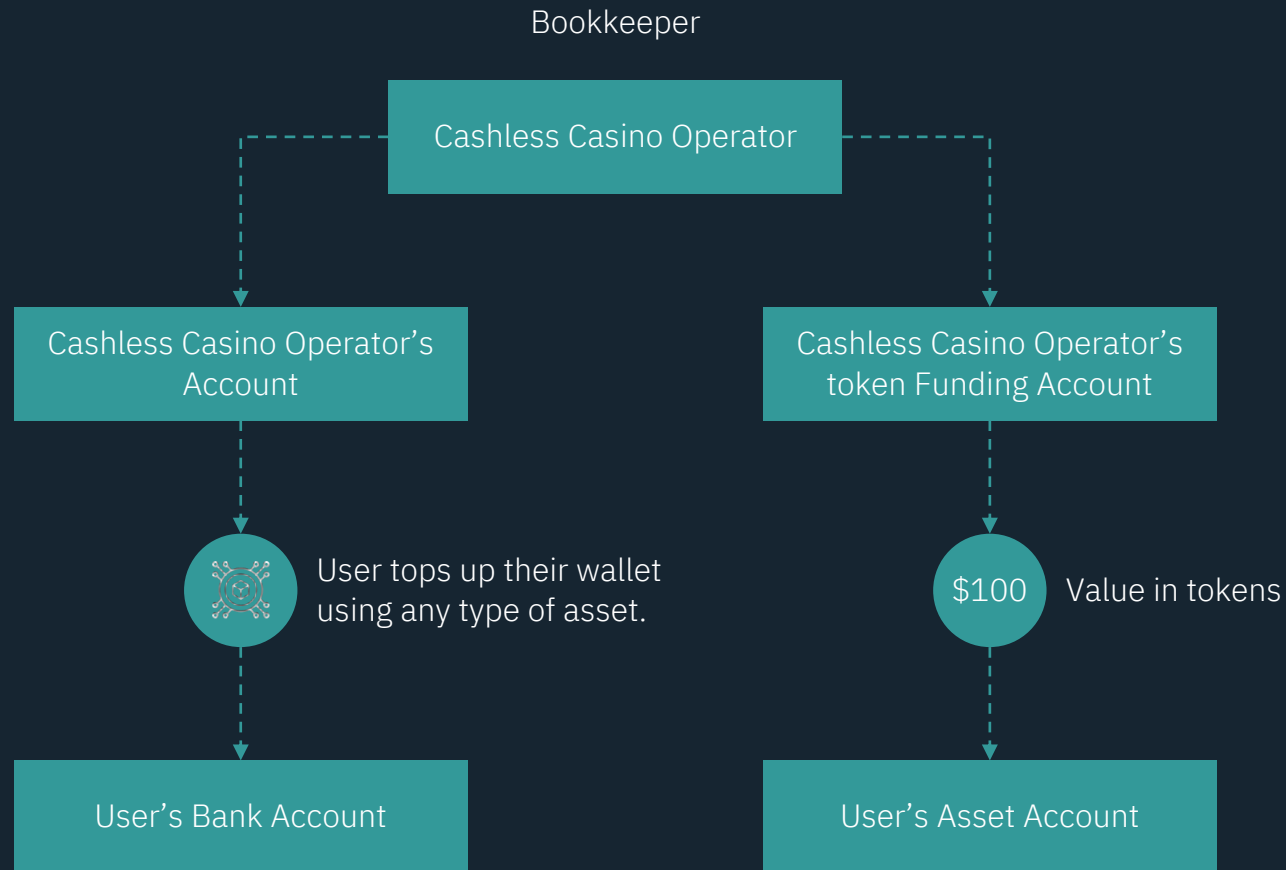 Bookkeeper
Cashless Casino Operator
Cashless Casino Operator’s
Account
Cashless Casino Operator’s
token Funding Account
User tops up their wallet
using any type of asset.
$100
Value in tokens
User’s Bank Account
User’s Asset Account